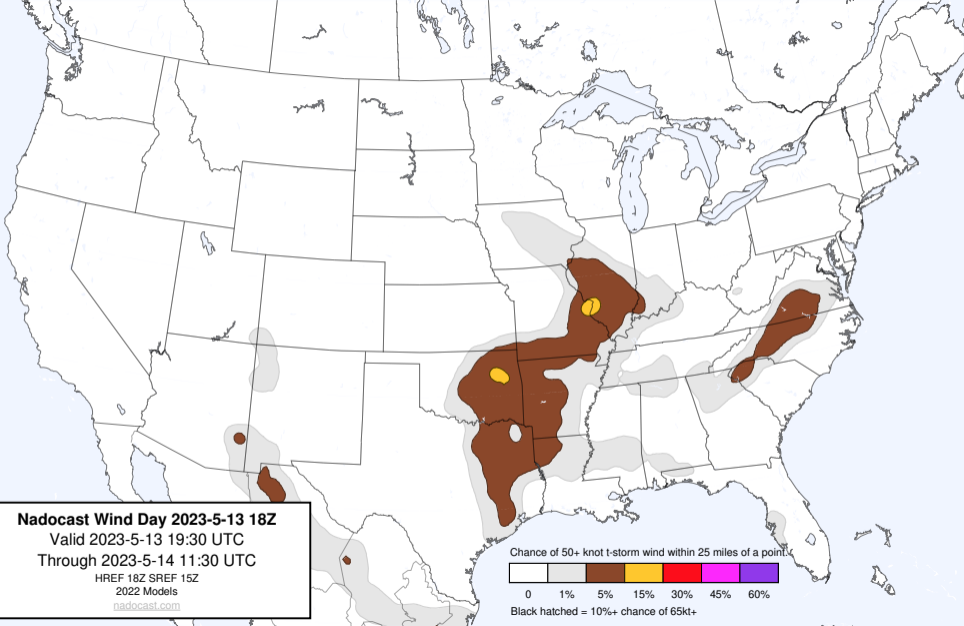 Nadocast Wind Day 2023-5-13 18Z
Valid 2023-5-13 19:30 UTC
Through 2023-5-14 11:30 UTC
HREF 18Z SREF 15Z
2022 Models
nadocast.com
Chance of 50+ knot t-storm wind within 25 miles of a point.
0 1% 5% 15% 30% 45% 60%
Black hatched = 10%+ chance of 65kt+